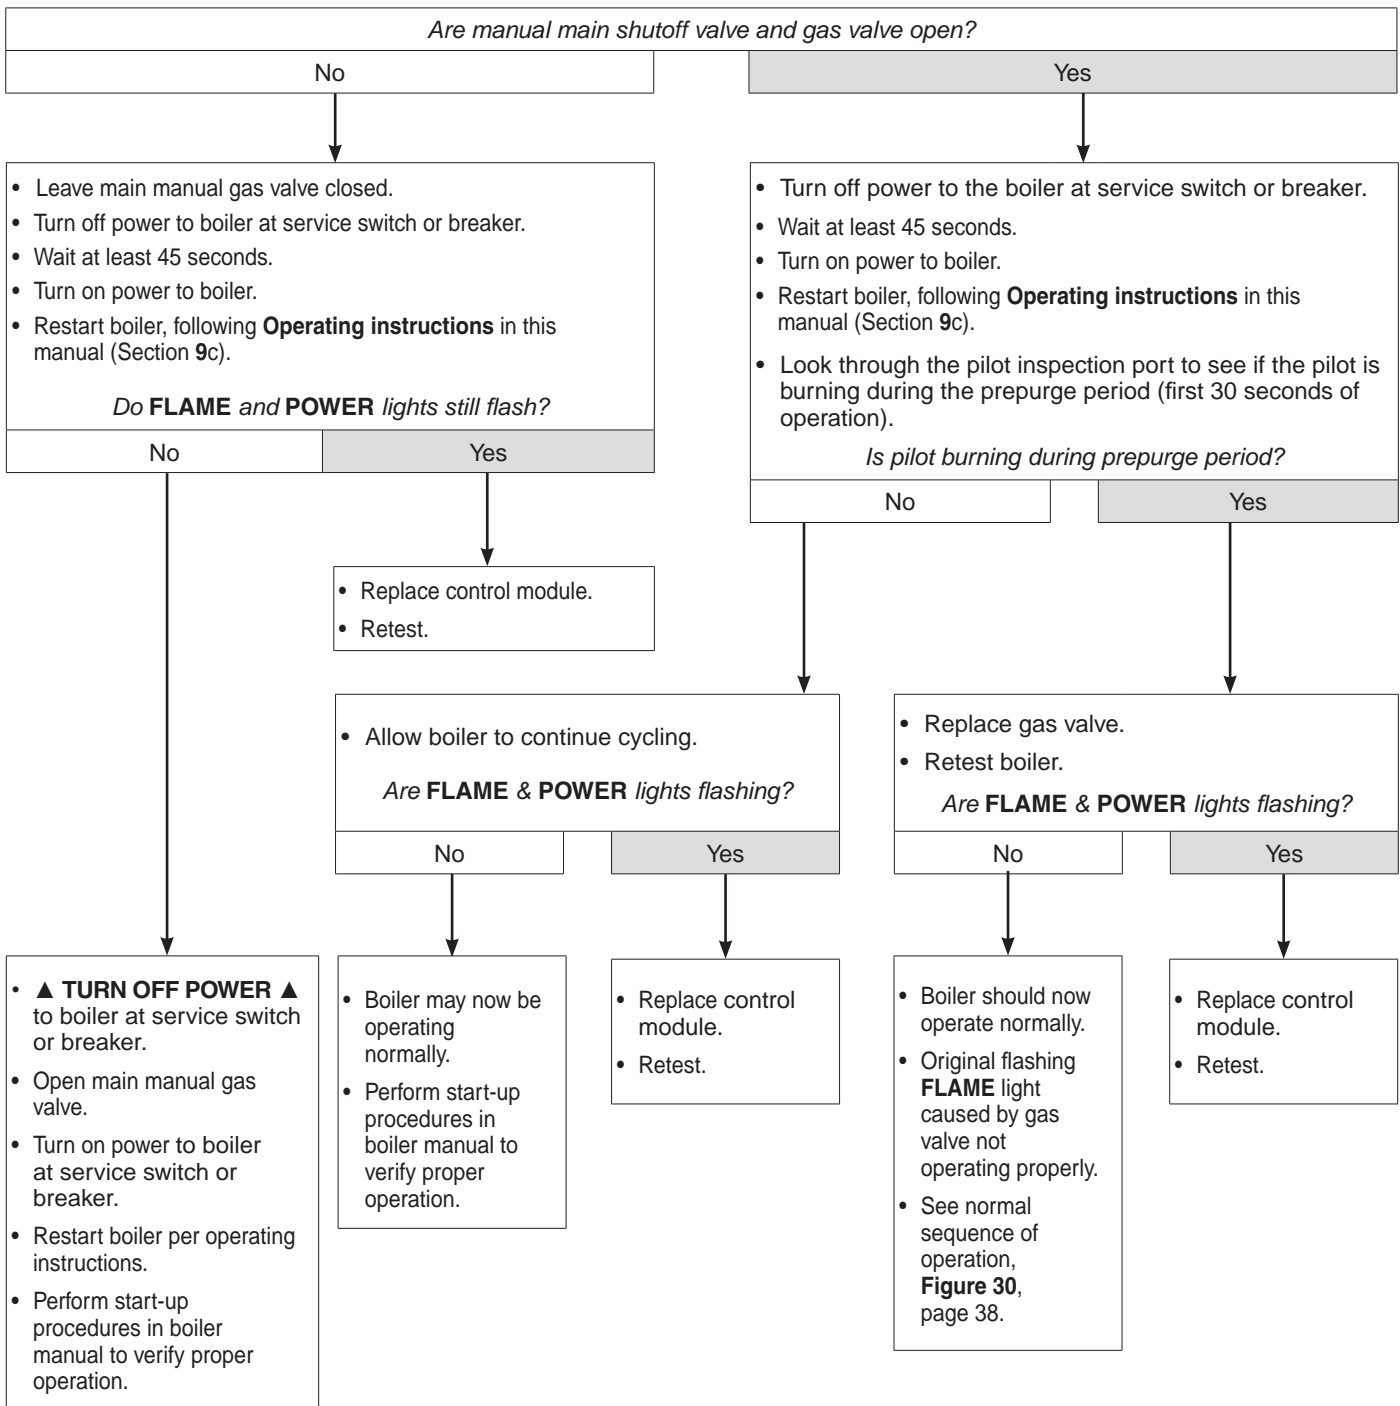 Are manual main shutoff valve and gas valve open?
No
Yes
• Leave main manual gas valve closed.
• Turn off power to boiler at service switch or breaker.
• Wait at least 45 seconds.
• Turn on power to boiler.
• Restart boiler, following Operating instructions in this
manual (Section 9c).
Do FLAME and POWER lights still flash?
No
Yes
• Turn off power to the boiler at service switch or breaker.
• Wait at least 45 seconds.
• Turn on power to boiler.
• Restart boiler, following Operating instructions in this
manual (Section 9c).
• Look through the pilot inspection port to see if the pilot is
burning during the prepurge period (first 30 seconds of
operation).
Is pilot burning during prepurge period?
No
Yes
• Replace control module.
• Retest.
• Allow boiler to continue cycling.
Are FLAME & POWER lights flashing?
No
Yes
• Replace gas valve.
• Retest boiler.
Are FLAME & POWER lights flashing?
No
Yes
• ▲ TURN OFF POWER ▲
to boiler at service switch
or breaker.
• Open main manual gas
valve.
• Turn on power to boiler
at service switch or
breaker.
• Restart boiler per operating
instructions.
• Perform start-up
procedures in boiler
manual to verify proper
operation.
• Boiler may now be
operating
normally.
• Perform start-up
procedures in
boiler manual to
verify proper
operation.
• Replace control
module.
• Retest.
• Boiler should now
operate normally.
• Original flashing
FLAME light
caused by gas
valve not
operating properly.
• See normal
sequence of
operation,
Figure 30,
page 38.
• Replace control
module.
• Retest.